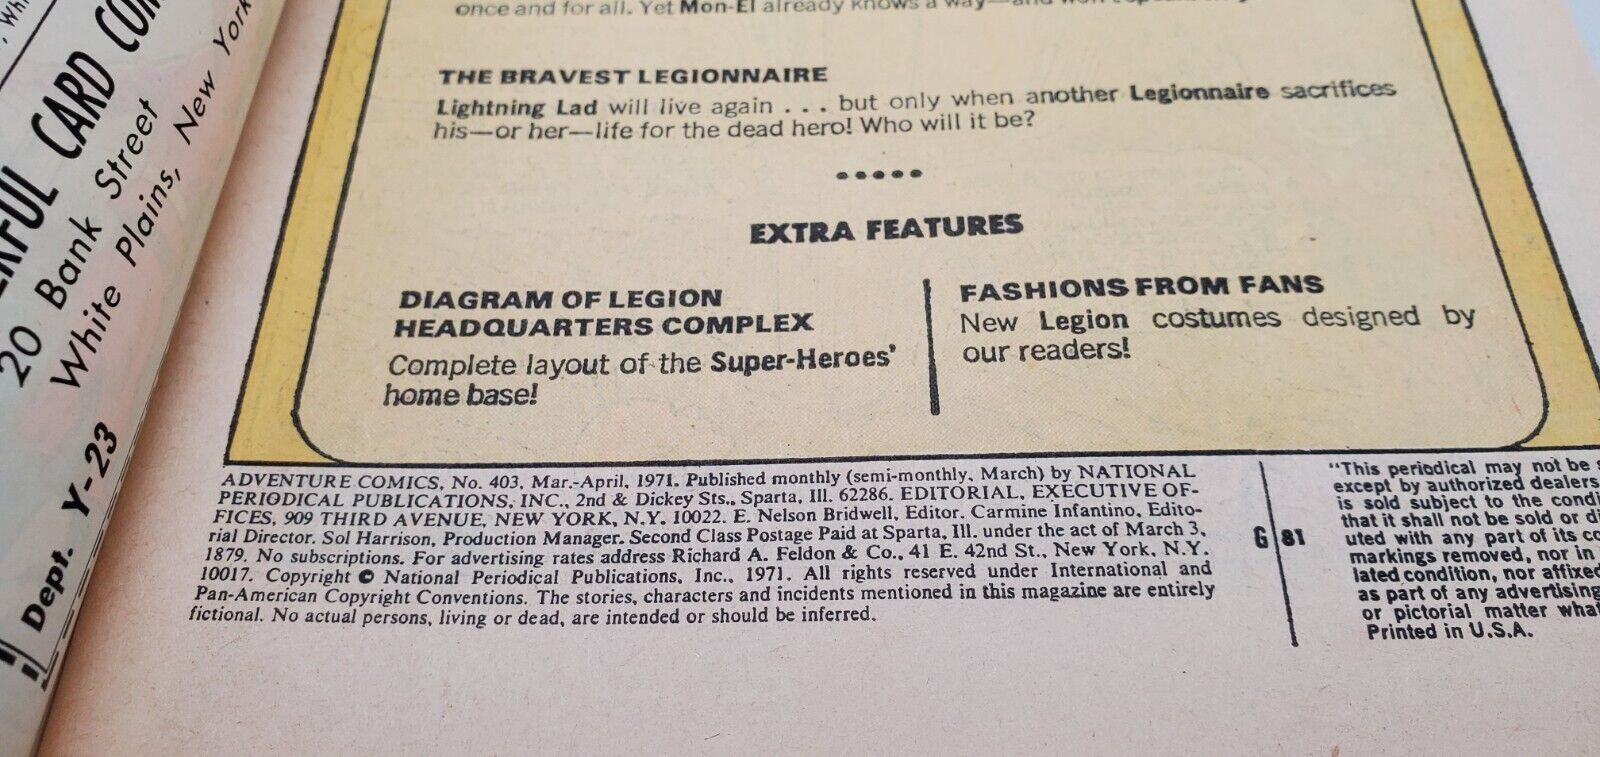 once and for all. Yet Mon-El already knows a way—
THE BRAVEST LEGIONNAIRE
Lightning Lad will live again . . . but only when another Legionnaire sacrifices
his—or her—life for the dead hero! Who will it be?
EXTRA FEATURES
DIAGRAM OF LEGION
HEADQUARTERS COMPLEX
Complete layout of the Super-Heroes'
home base!
FASHIONS FROM FANS
New Legion costumes designed by
our readers!
ADVENTURE COMICS, No. 403, Mar.-April, 1971. Published monthly (semi-monthly, March) by NATIONAL
PERIODICAL PUBLICATIONS, INC., 2nd & Dickey Sts., Sparta, Ill. 62286. EDITORIAL, EXECUTIVE OF-
FICES, 909 THIRD AVENUE, NEW YORK, N.Y. 10022. E. Nelson Bridwell, Editor. Carmine Infantino, Edito-
rial Director. Sol Harrison, Production Manager. Second Class Postage Paid at Sparta, Ill. under the act of March 3,
1879. No subscriptions. For advertising rates address Richard A. Feldon & Co., 41 E. 42nd St., New York, N.Y.
10017. Copyright © National Periodical Publications, Inc., 1971. All rights reserved under International and
Pan-American Copyright Conventions. The stories, characters and incidents mentioned in this magazine are entirely
fictional. No actual persons, living or dead, are intended or should be inferred.
G 81
"This periodical may not be
except by authorized dealers
is sold subject to the
that it shall not be sold or
uted with any part of its
markings removed, nor in
lated condition, nor affixed
as part of any advertising
or pictorial matter
Printed in U.S.A.
CARD
20 Bank Street
White Plains, New York
Dept. Y-23